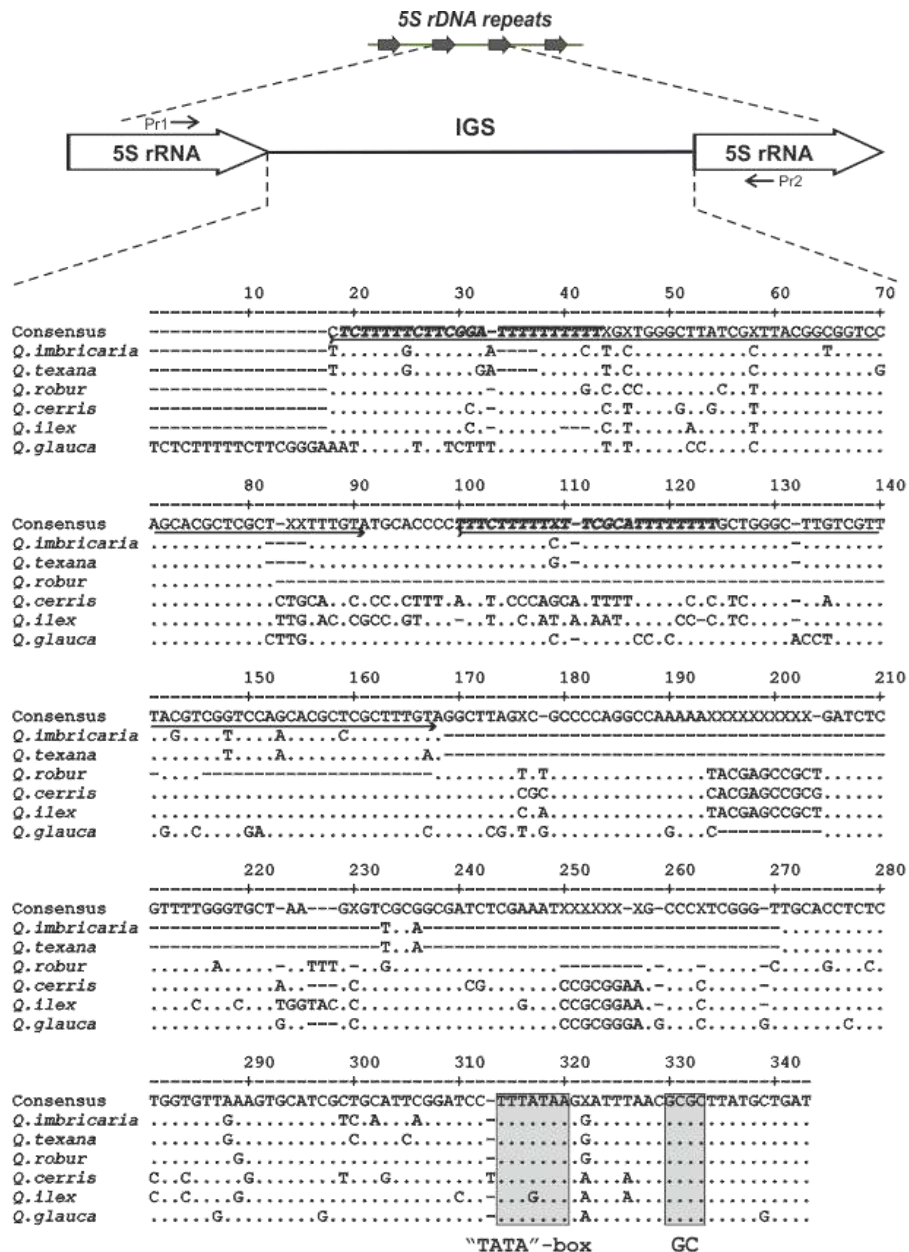 5S rDNA repeats
IGS
Pr1
5S rRNA
5S rRNA
Pr2
10 20 30 40 50 60 70
Consensus -----------------CTCTTTTTCTTCGGA-TTTTTTTTTTXGXTGGGCTTATCGXTTACGGCGGTCC
Q.imbricaria -----------------T......G.......A----....C.T.C...........C......T.....
Q.texana -----------------T......G......GA----......T.C...........C...........G
Q.robur -----------------...............-........G.C.CC.......C..T............
Q.cerris -----------------.............C.-..........C.T....G..G...T............
Q.ilex -----------------.............C.-......---.C.T.....A.....T............
Q.glauca TCTCTTTTTCTTCGGGAAAT.....T..TCTTT..........T.T.....CC....C............
80 90 100 110 120 130 140
Consensus AGCACGCTCGCT-XXTTTGTATGCACCCCTTTCTTTTTXT-TCGCATTTTTTTTGCTGGGC-TTGTCGTT
Q.imbricaria ...........----.......................C.-....................-........
Q.texana ...........----.......................G.-....................-........
Q.robur ............----------------------------------------------------------
Q.cerris ............CTGCA..C.CC.CTTT.A..T.CCCAGCA.TTTT.....C.C.TC....-..A.....
Q.ilex ............TTG.AC.CGCC.GT...-..T..C.AT.A.AAT.....CC-C.TC....-........
Q.glauca ...........CTTG.......................C.-.....CC.C...........ACCT.....
150 160 170 180 190 200 210
Consensus TACGTCGGTCCAGCACGCTCGCTTTGTAGGCTTAGXC-GCCCCAGGCCAAAAAXXXXXXXXXX-GATCTC
Q.imbricaria ..G....T....A.....C.........------------------------------------------
Q.texana .......T....A.............A.------------------------------------------
Q.robur -....----------------------........T.T...............TACGAGCCGCT......
Q.cerris ...................................CGC...............CACGAGCCGCG......
Q.ilex ...................................C.A...............TACGAGCCGCT......
Q.glauca .G..C....GA...............C.....CG.T.G...........G...C----------......
220 230 240 250 260 270 280
Consensus GTTTTGGGTGCT-AA---GXGTCGCGGCGATCTCGAAATXXXXXX-XG-CCCXTCGGG-TTGCACCTCTC
Q.imbricaria ----------------------T..A----------------------------------..........
Q.texana ----------------------T..A----------------------------------..........
Q.robur ......A.....-..TTT.-..G................-------..-...-.....-C....G...C.
Q.cerris ............A..---.C..........CG.......CCGCGGAA.-...C.....-...........
Q.ilex ....C...C...TGGTAC.C...............G...CCGCGGAA.-...C.....-...........
Q.glauca ............G..---.C...................CCGCGGGA.G...C.....G.......C...
290 300 310 320 330 340
Consensus TGGTGTTAAAGTGCATCGCTGCATTCGGATCC-TTTATAAGXATTTAACGCGCTTATGCTGAT
Q.imbricaria .......G..........TC.A...A......-........G.....................
Q.texana .......G...........C....C.......-........G.....................
Q.robur ........G.......................-........G.....................
Q.cerris C..C.....G........G...C.........T........A...A.................
Q.ilex C..C....G....................C..-...G....A...A.................
Q.glauca ......G.........G...............-........A................G....
"TATA"-box
GC